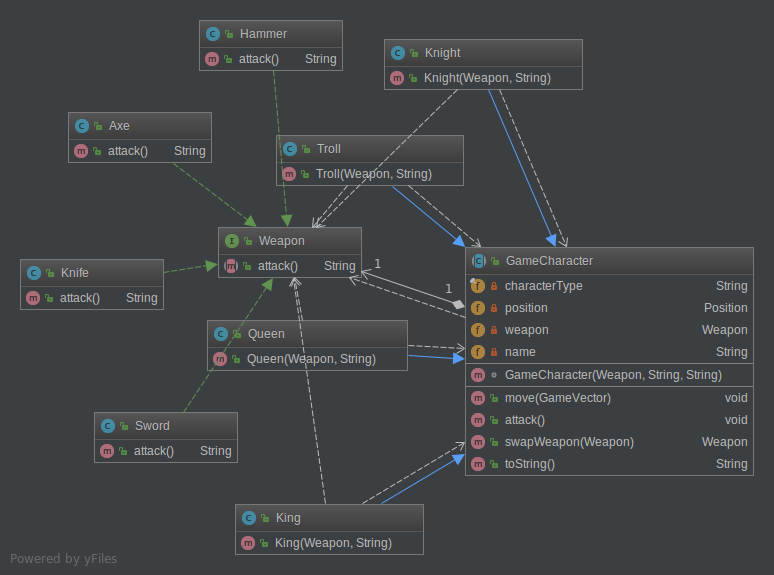 Hammer
attack() String
Knight
Knight(Weapon, String)
Axe
attack() String
Troll
Troll(Weapon, String)
Weapon
attack() String
1
Knife
attack() String
GameCharacter
characterType String
position Position
weapon Weapon
name String
GameCharacter(Weapon, String, String)
move(GameVector) void
attack() void
swapWeapon(Weapon) Weapon
toString() String
1
Queen
Queen(Weapon, String)
Sword
attack() String
King
King(Weapon, String)
Powered by yFiles